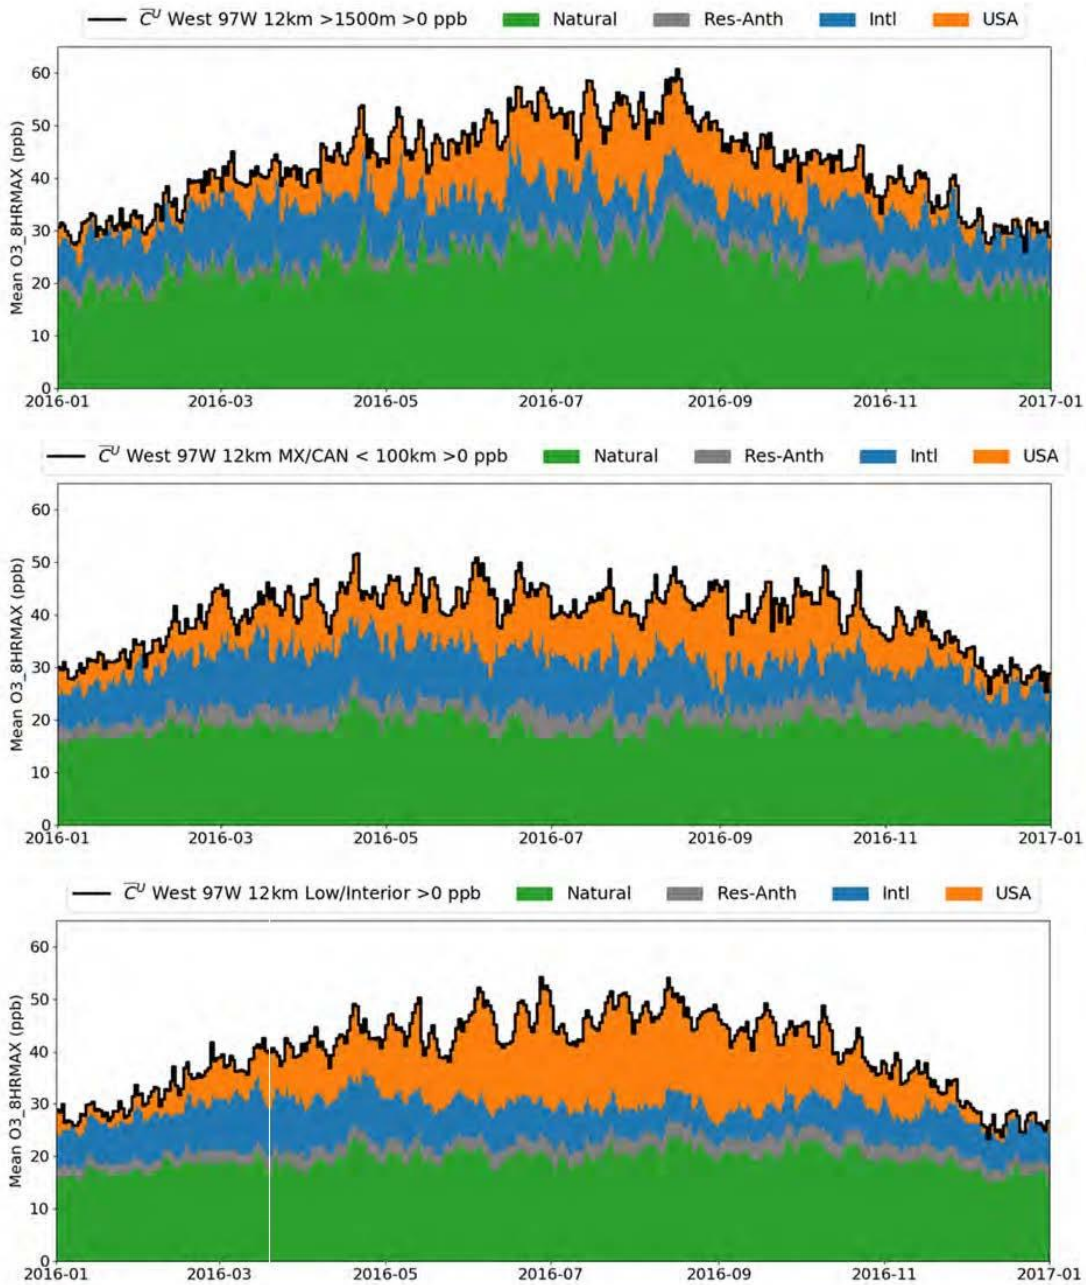 C̅ᵁ West 97W 12km >1500m >0 ppb Natural Res-Anth Intl USA
60
50
40
30
20
10
0
Mean O3_8HRMAX (ppb)
2016-01 2016-03 2016-05 2016-07 2016-09 2016-11 2017-01
C̅ᵁ West 97W 12km MX/CAN < 100km >0 ppb Natural Res-Anth Intl USA
60
50
40
30
20
10
0
Mean O3_8HRMAX (ppb)
2016-01 2016-03 2016-05 2016-07 2016-09 2016-11 2017-01
C̅ᵁ West 97W 12km Low/Interior >0 ppb Natural Res-Anth Intl USA
60
50
40
30
20
10
0
Mean O3_8HRMAX (ppb)
2016-01 2016-03 2016-05 2016-07 2016-09 2016-11 2017-01